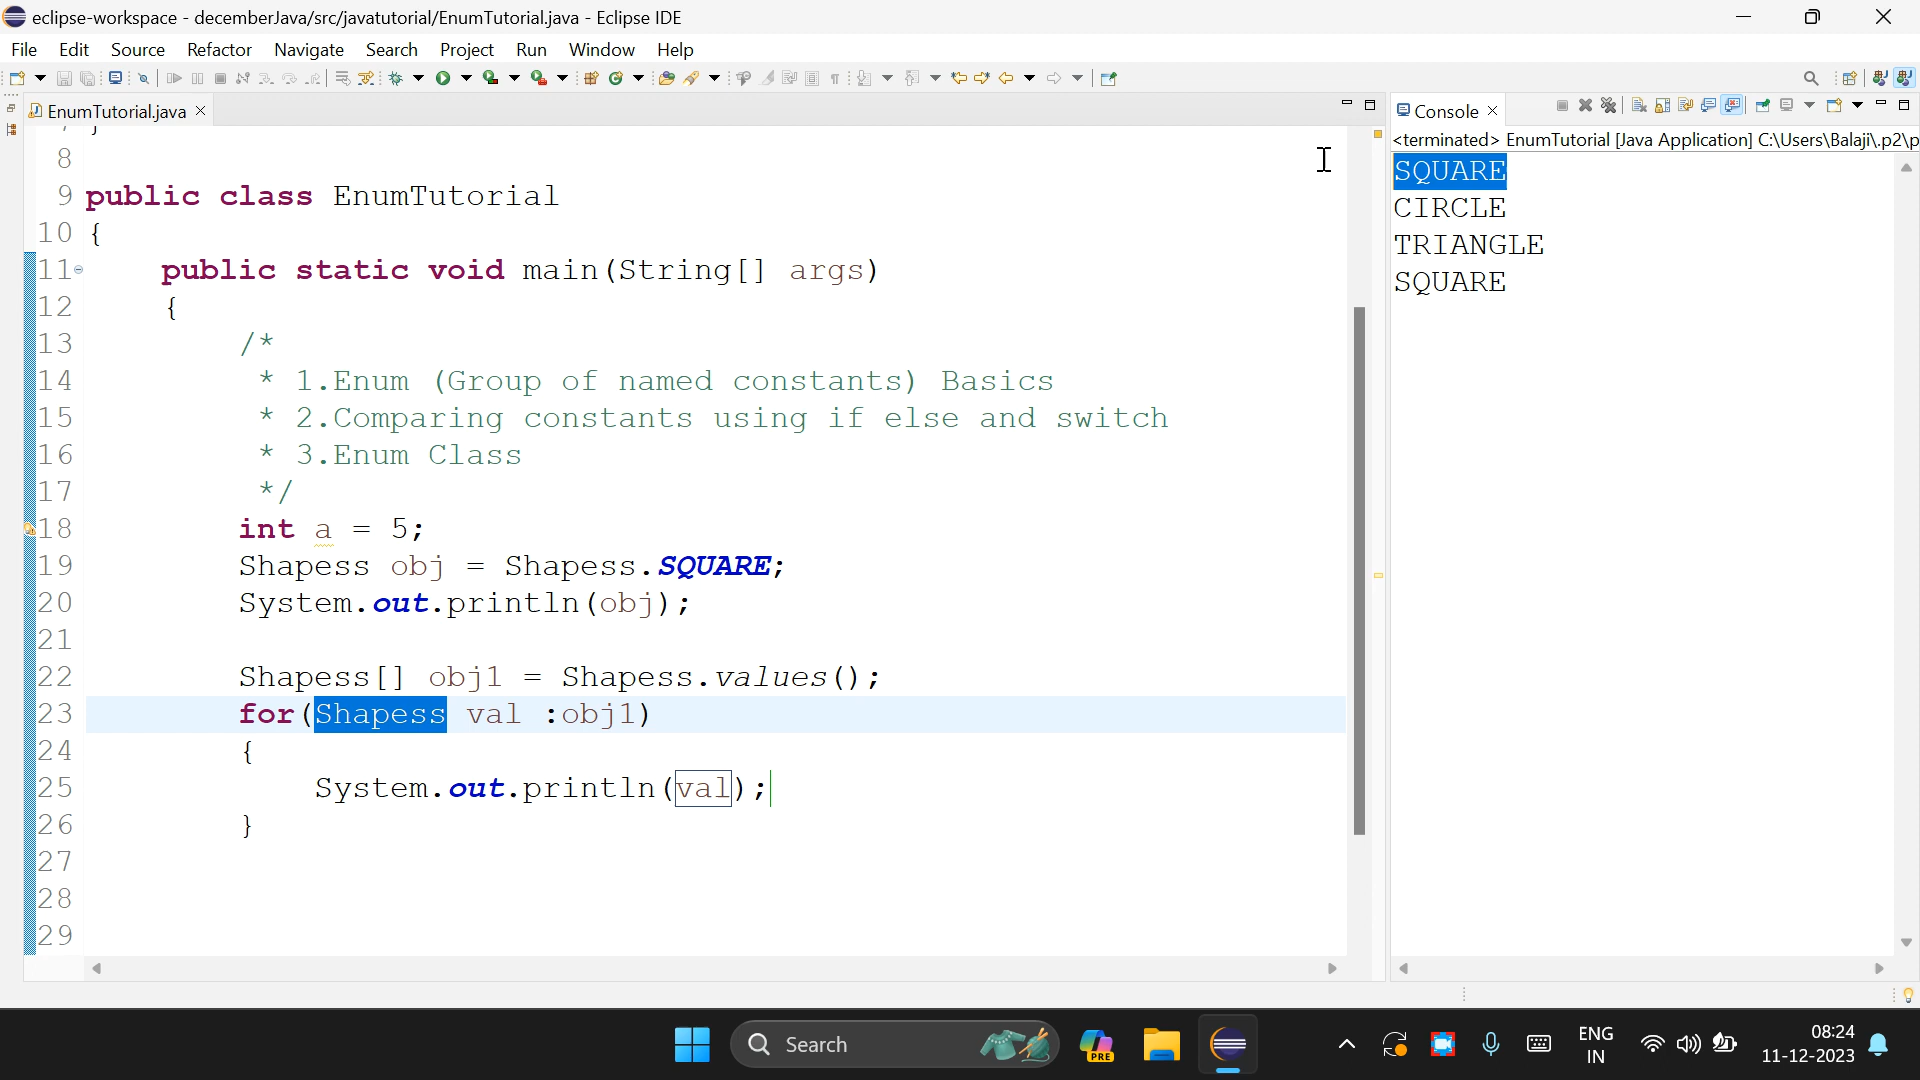 eclipse-workspace - decemberJava/src/javatutorial/EnumTutorial.java - Eclipse IDE
File Edit Source Refactor Navigate Search Project Run Window Help
EnumTutorial.java
Console
<terminated> EnumTutorial [Java Application] C:\Users\Balaji\.p2\p
8
9 public class EnumTutorial
10 {
11 public static void main(String[] args)
12 {
13 /*
14 * 1.Enum (Group of named constants) Basics
15 * 2.Comparing constants using if else and switch
16 * 3.Enum Class
17 */
18 int a = 5;
19 Shapess obj = Shapess.SQUARE;
20 System.out.println(obj);
21
22 Shapess[] obj1 = Shapess.values();
23 for(Shapess val :obj1)
24 {
25 System.out.println(val);
26 }
27
28
29
SQUARE
CIRCLE
TRIANGLE
SQUARE
Search
PRE
ENG
IN
08:24
11-12-2023